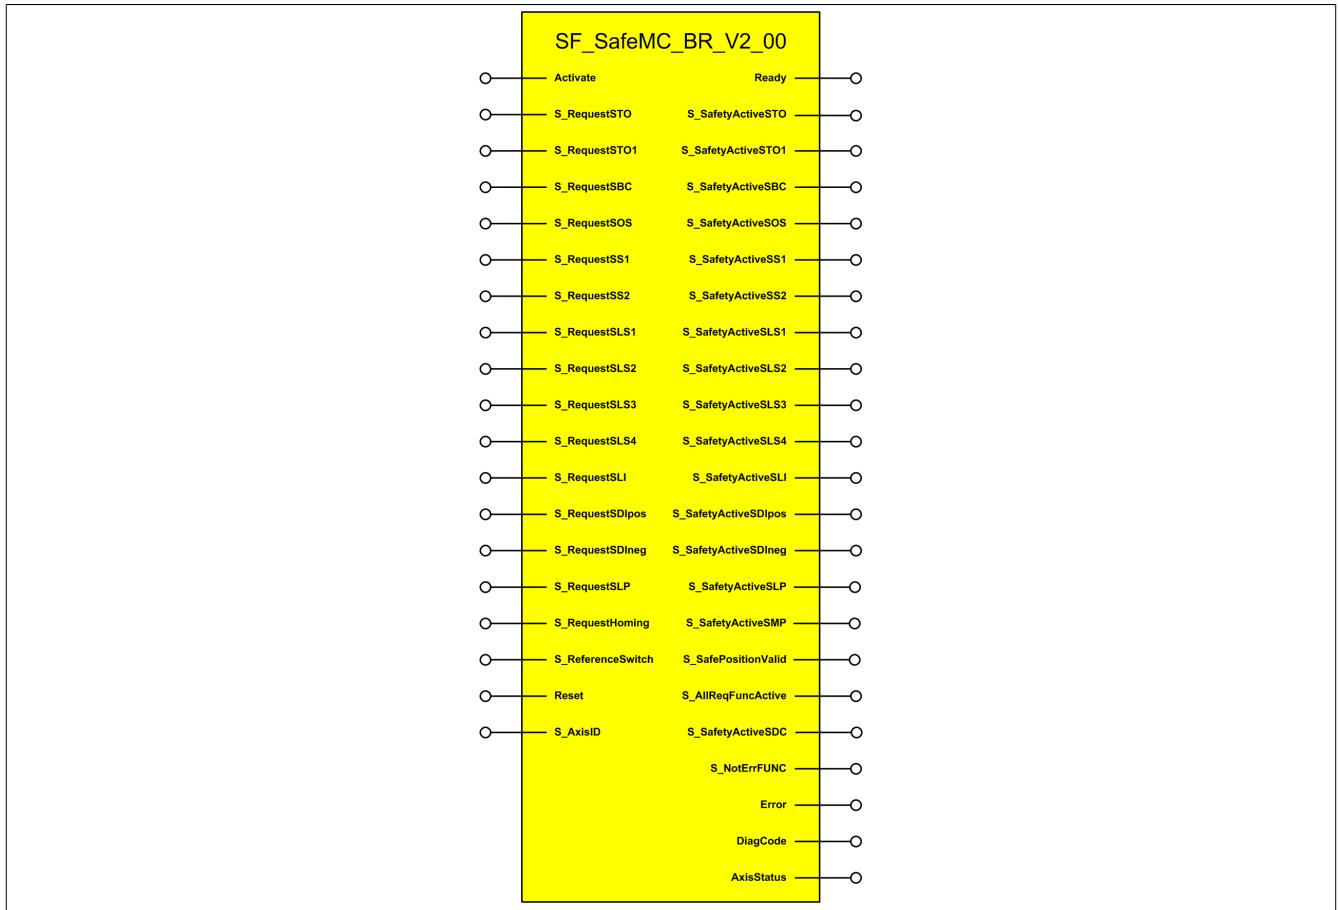 SF_SafeMC_BR_V2_00
Activate Ready
S_RequestSTO S_SafetyActiveSTO
S_RequestSTO1 S_SafetyActiveSTO1
S_RequestSBC S_SafetyActiveSBC
S_RequestSOS S_SafetyActiveSOS
S_RequestSS1 S_SafetyActiveSS1
S_RequestSS2 S_SafetyActiveSS2
S_RequestSLS1 S_SafetyActiveSLS1
S_RequestSLS2 S_SafetyActiveSLS2
S_RequestSLS3 S_SafetyActiveSLS3
S_RequestSLS4 S_SafetyActiveSLS4
S_RequestSLI S_SafetyActiveSLI
S_RequestSDIpos S_SafetyActiveSDIpos
S_RequestSDIneg S_SafetyActiveSDIneg
S_RequestSLP S_SafetyActiveSLP
S_RequestHoming S_SafetyActiveSMP
S_ReferenceSwitch S_SafePositionValid
Reset S_AllReqFuncActive
S_AxisID S_SafetyActiveSDC
S_NotErrFUNC
Error
DiagCode
AxisStatus